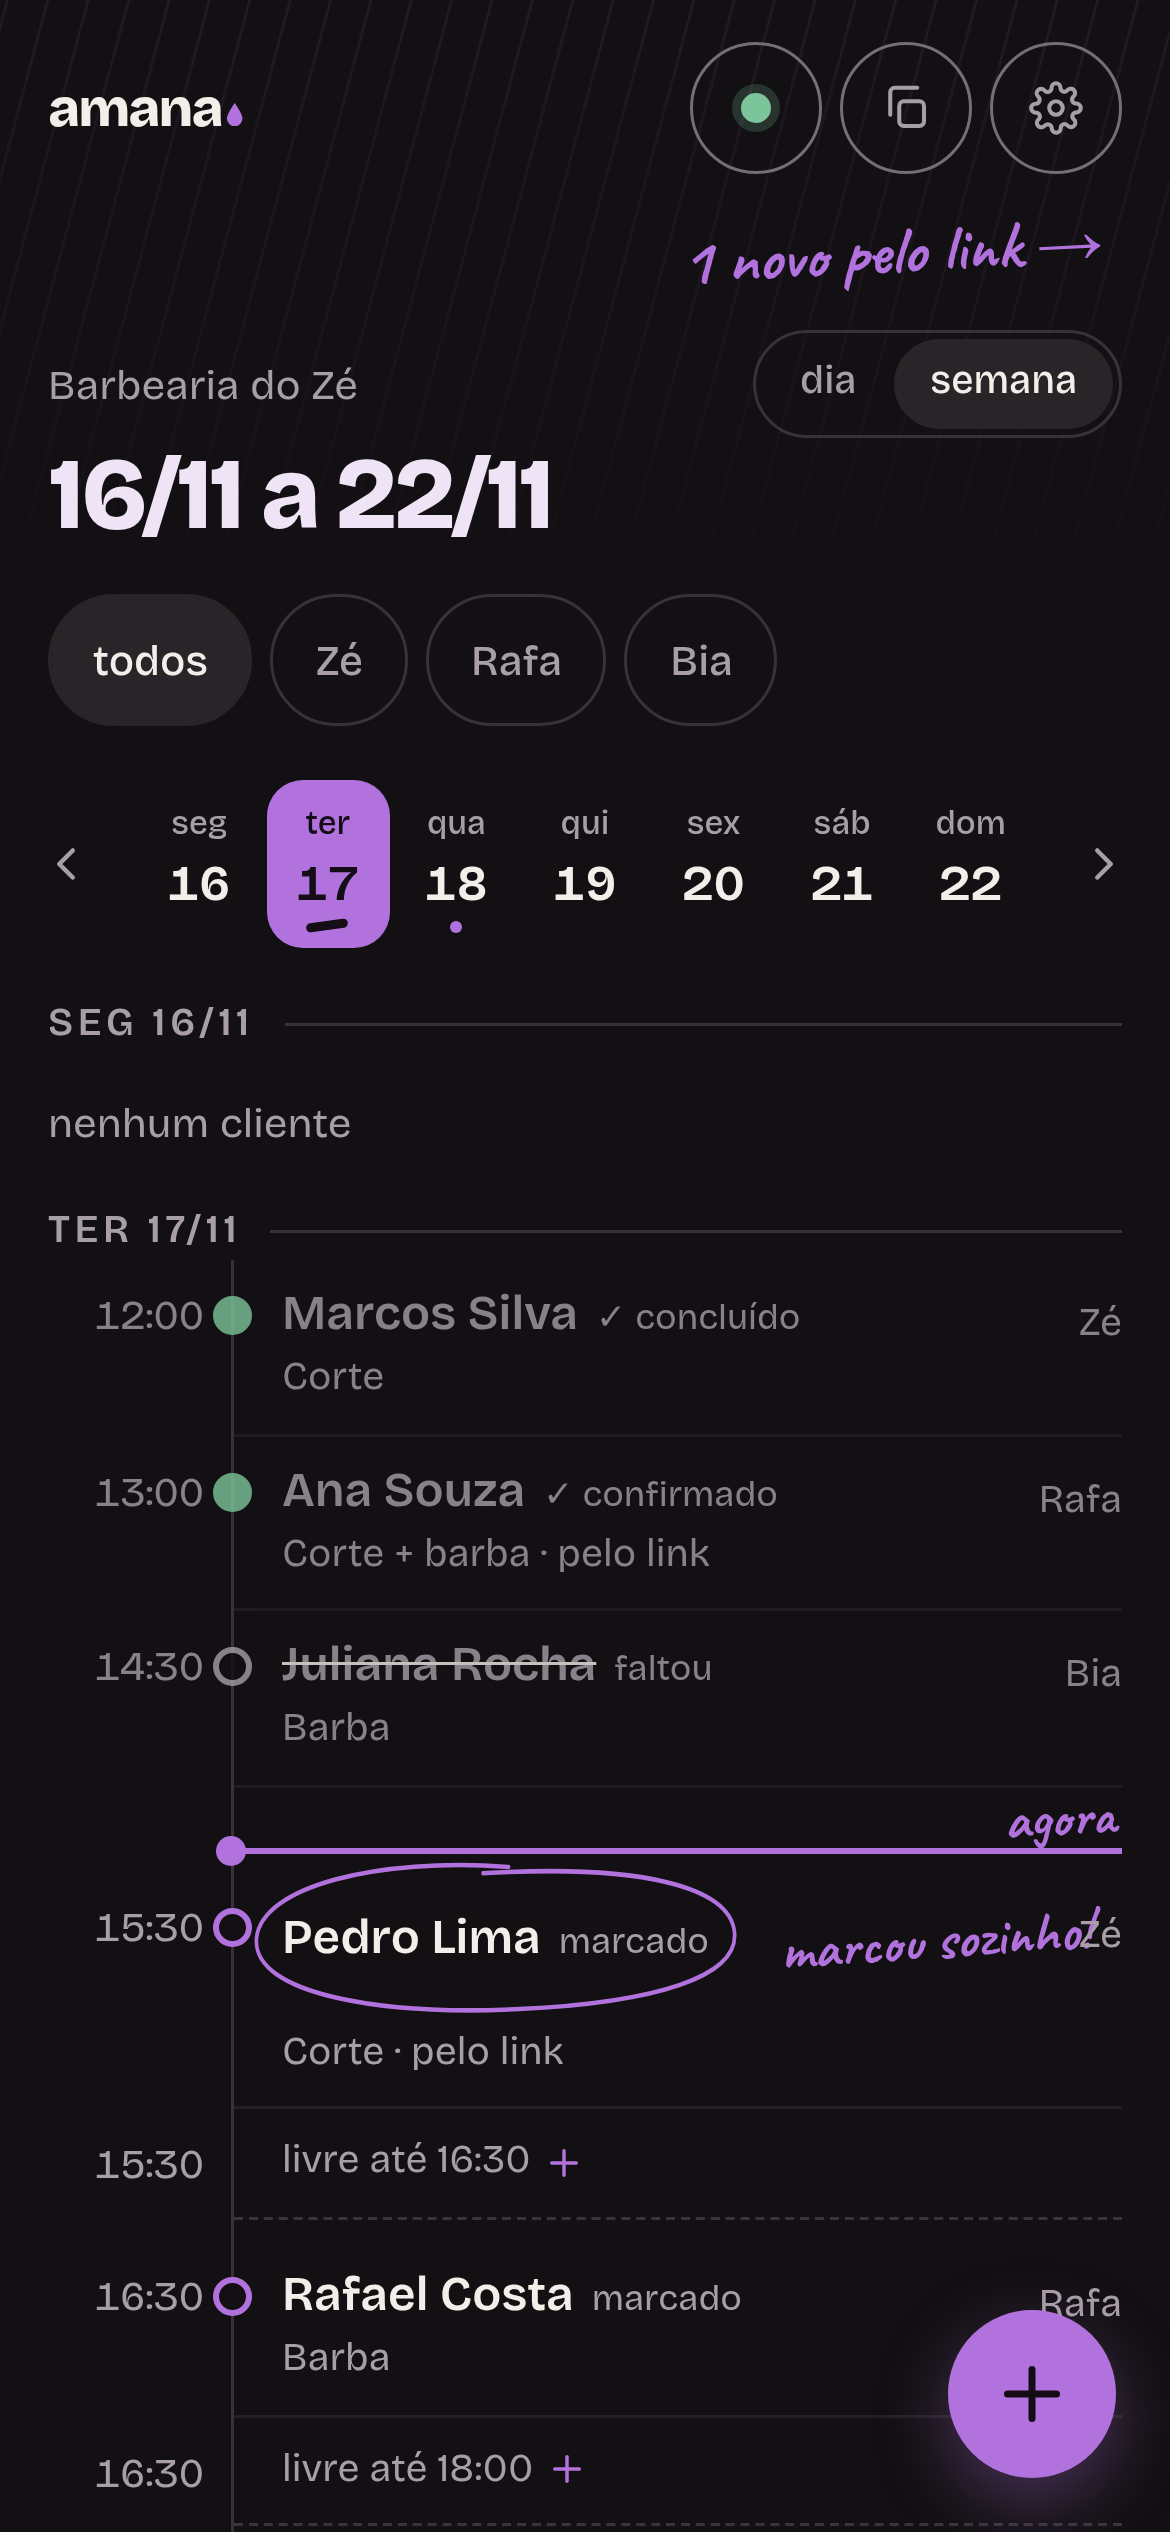 amana
1 novo pelo link →
Barbearia do Zé
dia semana
16/11 a 22/11
todos Zé Rafa Bia
seg ter qua qui sex sáb dom
16 17 18 19 20 21 22
SEG 16/11
nenhum cliente
TER 17/11
12:00 Marcos Silva ✓ concluído Zé
Corte
13:00 Ana Souza ✓ confirmado Rafa
Corte + barba · pelo link
14:30 Juliana Rocha faltou Bia
Barba
agora
15:30 Pedro Lima marcado marcou sozinho! Zé
Corte · pelo link
15:30 livre até 16:30 +
16:30 Rafael Costa marcado Rafa
Barba
16:30 livre até 18:00 +